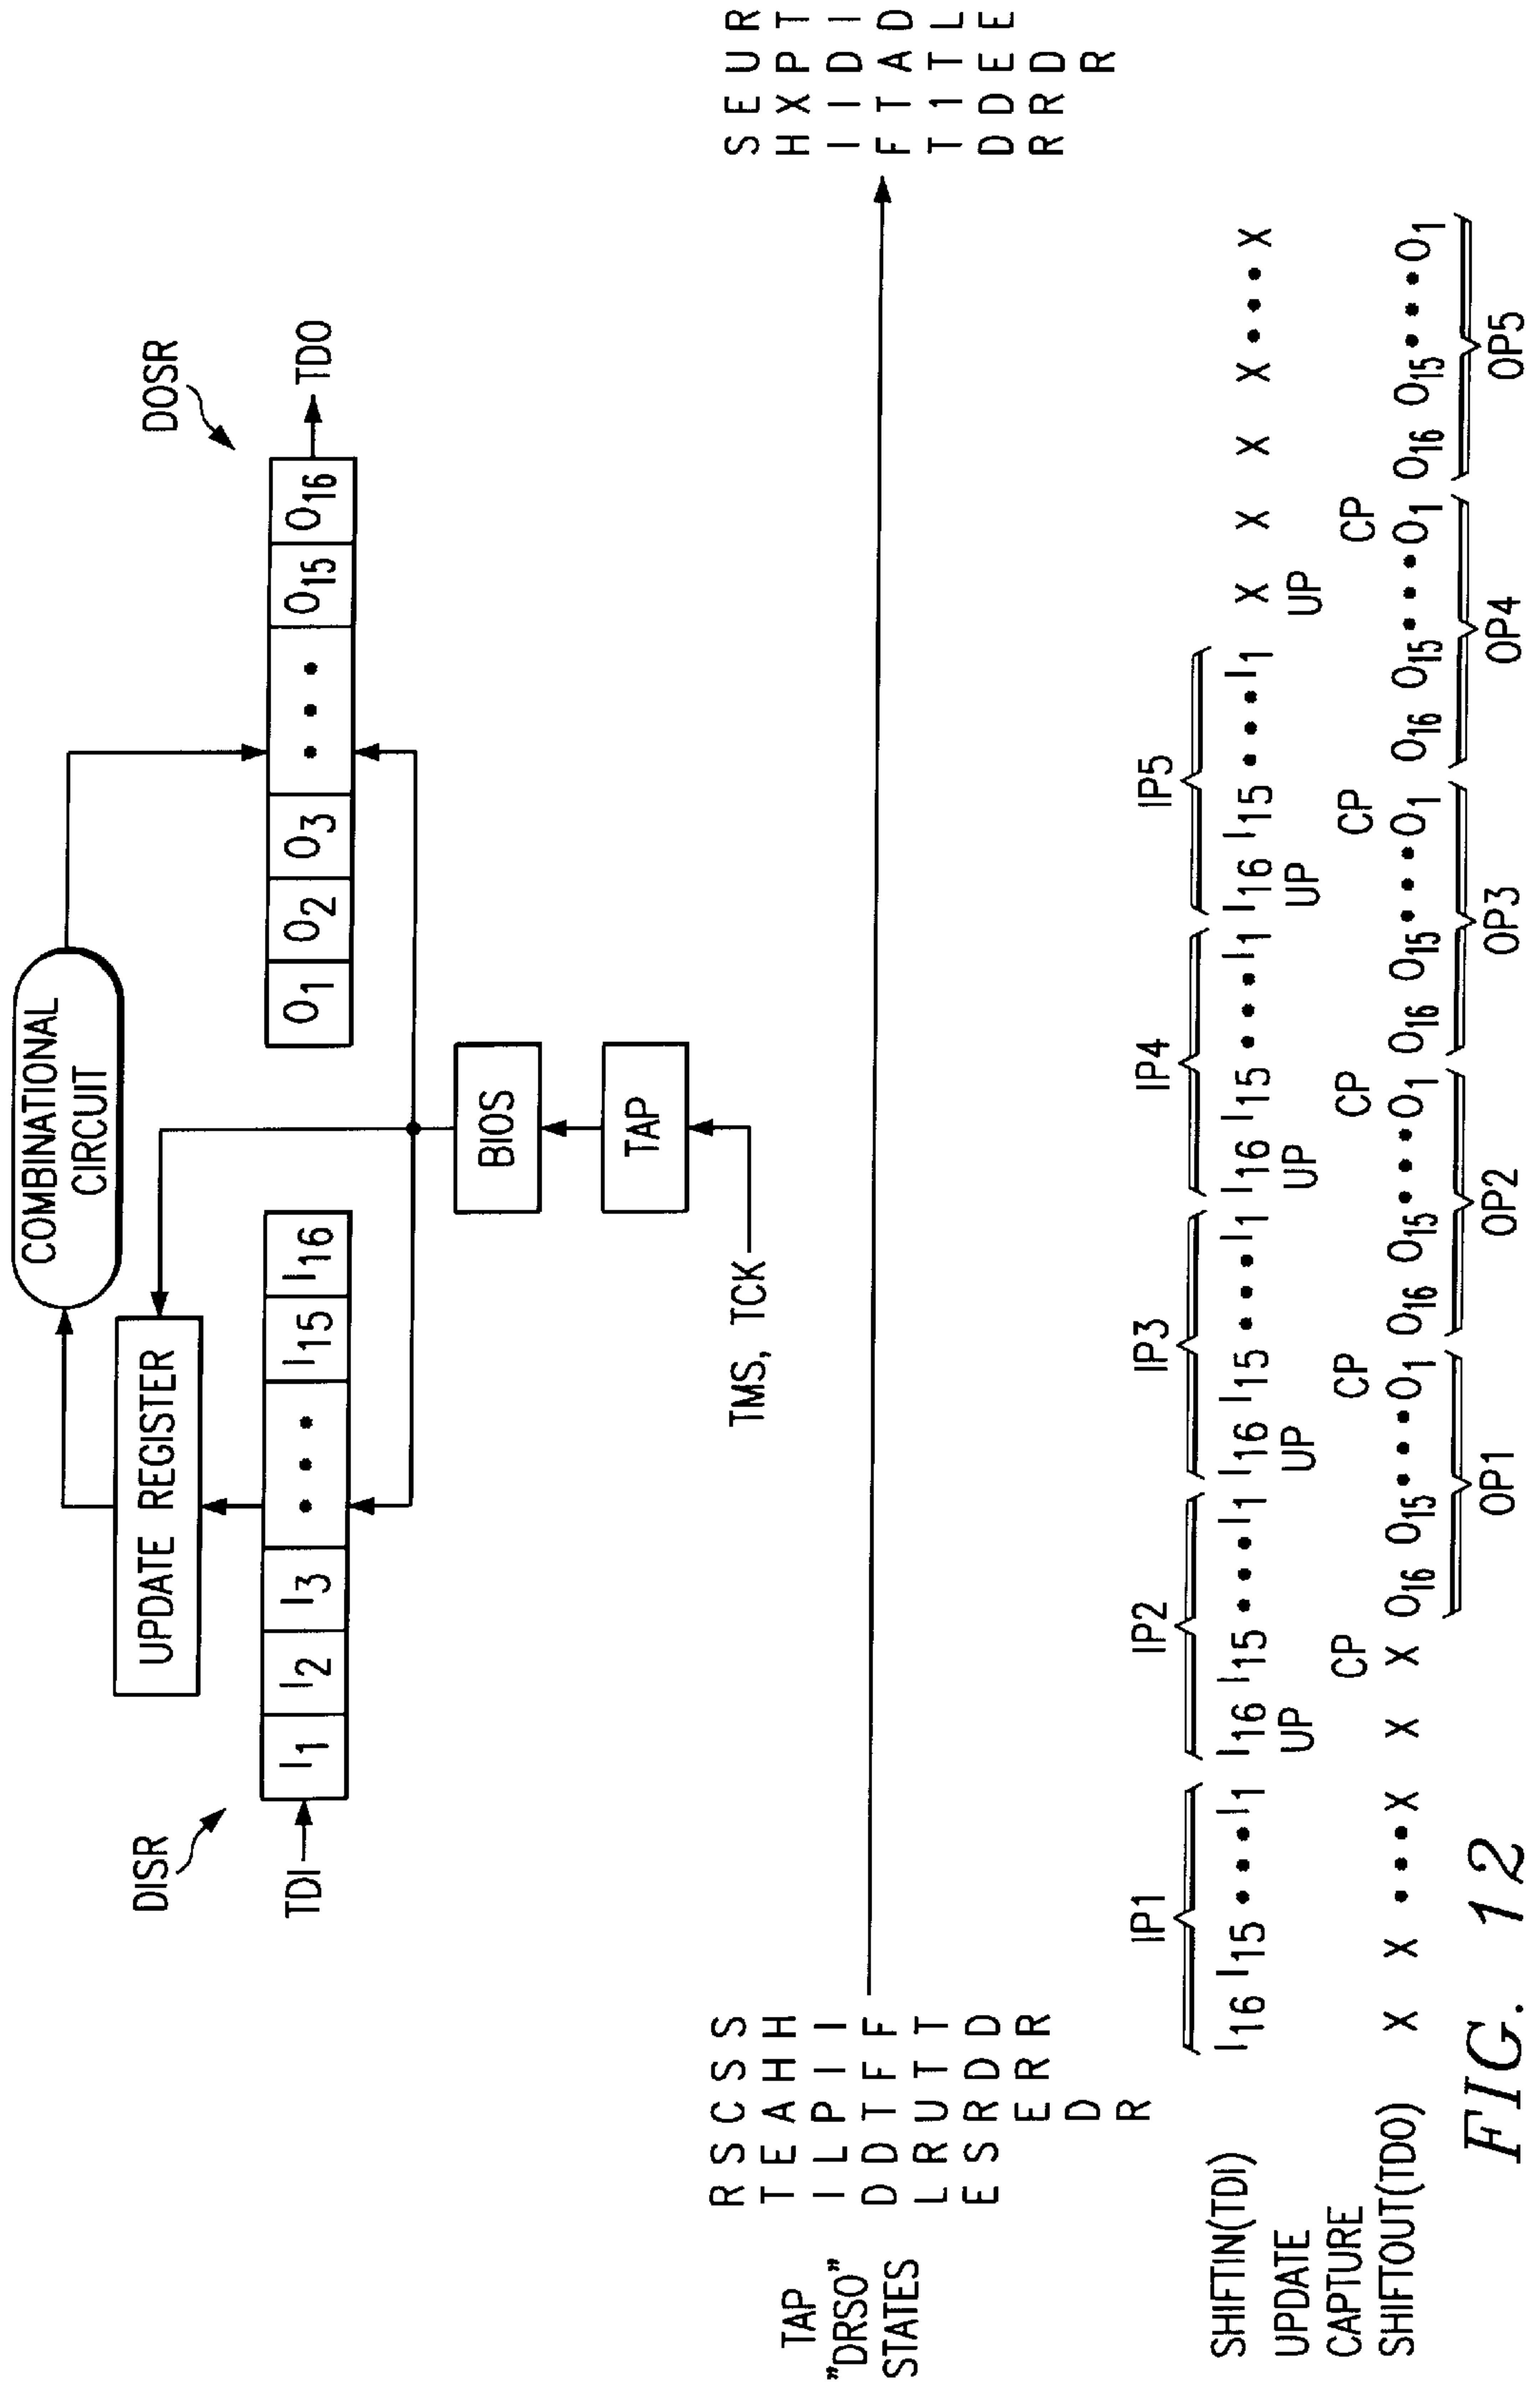 COMBINATIONAL
CIRCUIT
UPDATE REGISTER
DISR
DOSR
TDI
I1 I2 I3 • • • I15 I16
O1 O2 O3 • • • O15 O16
TDO
BIOS
TAP
TMS, TCK
TAP
"DRSO"
STATES
R S C S S
T E A H H
I L P I I
D D T F F
L R U T T
E S R D D
E R R
D
R
S E U R
H X P T
I I D I
F T A D
T 1 T L
D D E E
R R D
R
IP1 IP2 IP3 IP4 IP5
SHIFTIN(TDI) I16 I15 • • • I1 I16 I15 • • • I1 I16 I15 • • • I1 I16 I15 • • • I1 I16 I15 • • • I1 X X X X • • • X
UPDATE UP UP UP UP UP
CAPTURE CP CP CP CP CP
SHIFTOUT(TDO) X X • • • X X X O16 O15 • • • O1 O16 O15 • • • O1 O16 O15 • • • O1 O16 O15 • • • O1 O16 O15 • • • O1
OP1 OP2 OP3 OP4 OP5
FIG. 12